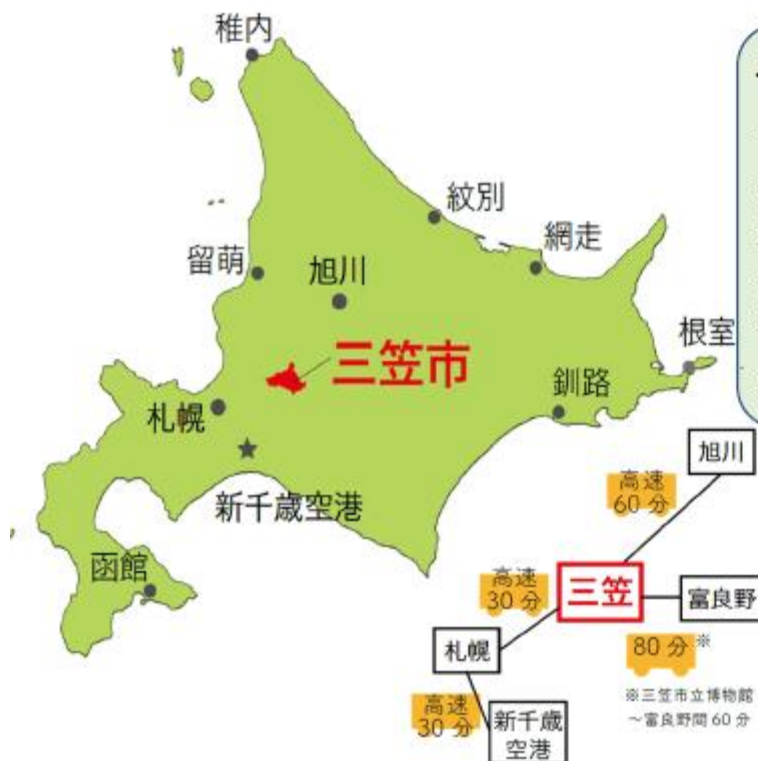 稚内
紋別
網走
留萌
旭川
根室
三笠市
釧路
札幌
新千歳空港
函館
旭川
高速
60分
高速
30分
三笠
富良野
札幌
80分※
高速
30分
新千歳
空港
※三笠市立博物館
～富良野間60分